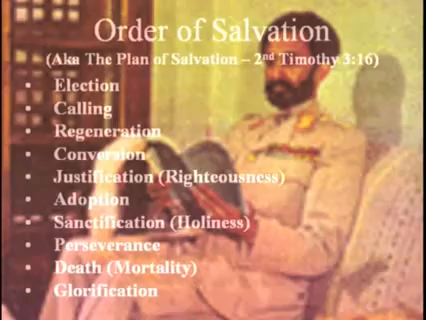 Order of Salvation
(Aka The Plan of Salvation – 2nd Timothy 3:16)
• Election
• Calling
• Regeneration
• Conversion
• Justification (Righteousness)
• Adoption
• Sanctification (Holiness)
• Perseverance
• Death (Mortality)
• Glorification